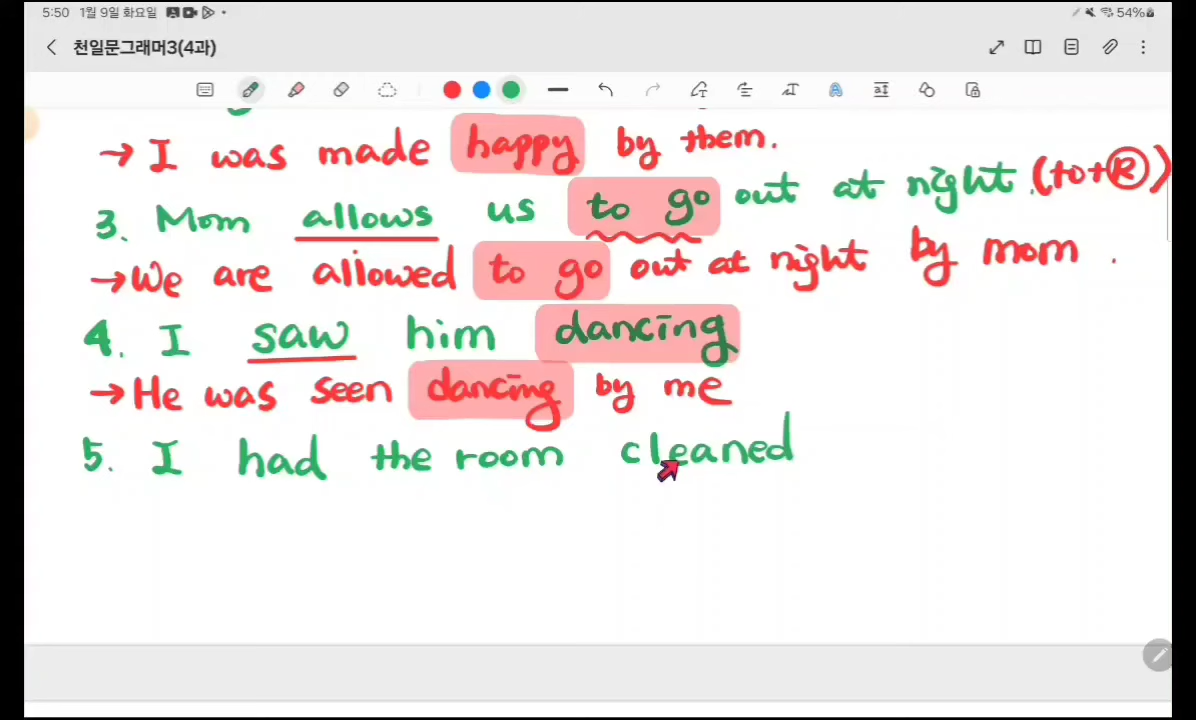 5:50 1월 9일 화요일 54%
천일문그래머3(4과)
→ I was made happy by them.
3. Mom allows us to go out at night. (to+R)
→ We are allowed to go out at night by mom.
4. I saw him dancing
→ He was seen dancing by me
5. I had the room cleaned